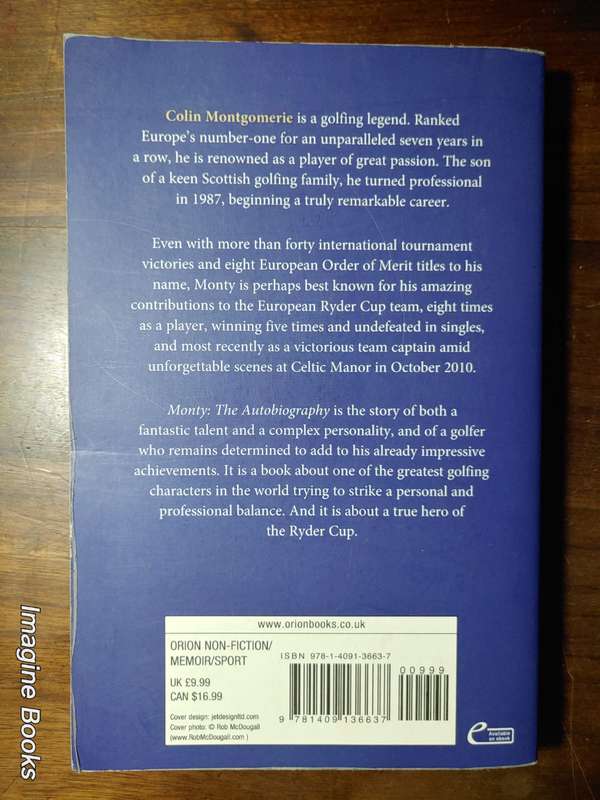 Colin Montgomerie is a golfing legend. Ranked
Europe's number-one for an unparalleled seven years in
a row, he is renowned as a player of great passion. The son
of a keen Scottish golfing family, he turned professional
in 1987, beginning a truly remarkable career.
Even with more than forty international tournament
victories and eight European Order of Merit titles to his
name, Monty is perhaps best known for his amazing
contributions to the European Ryder Cup team, eight times
as a player, winning five times and undefeated in singles,
and most recently as a victorious team captain amid
unforgettable scenes at Celtic Manor in October 2010.
Monty: The Autobiography is the story of both a
fantastic talent and a complex personality, and of a golfer
who remains determined to add to his already impressive
achievements. It is a book about one of the greatest golfing
characters in the world trying to strike a personal and
professional balance. And it is about a true hero of
the Ryder Cup.
www.orionbooks.co.uk
ORION NON-FICTION/
MEMOIR/SPORT
UK £9.99
CAN $16.99
Cover design: jetdesignltd.com
Cover photo: © Rob McDougall
(www.RobMcDougall.com )
ISBN 978-1-4091-3663-7
00999
9 781409 136637
e Available
on ebook
Imagine Books